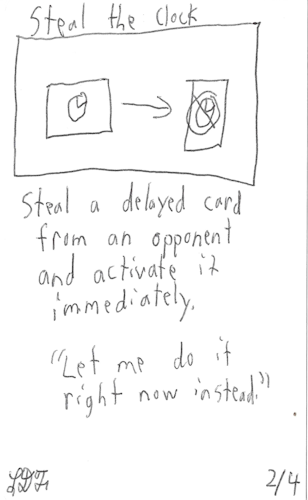 Steal the Clock
Steal a delayed card
from an opponent
and activate it
immediately.
"Let me do it
right now instead."
2/4